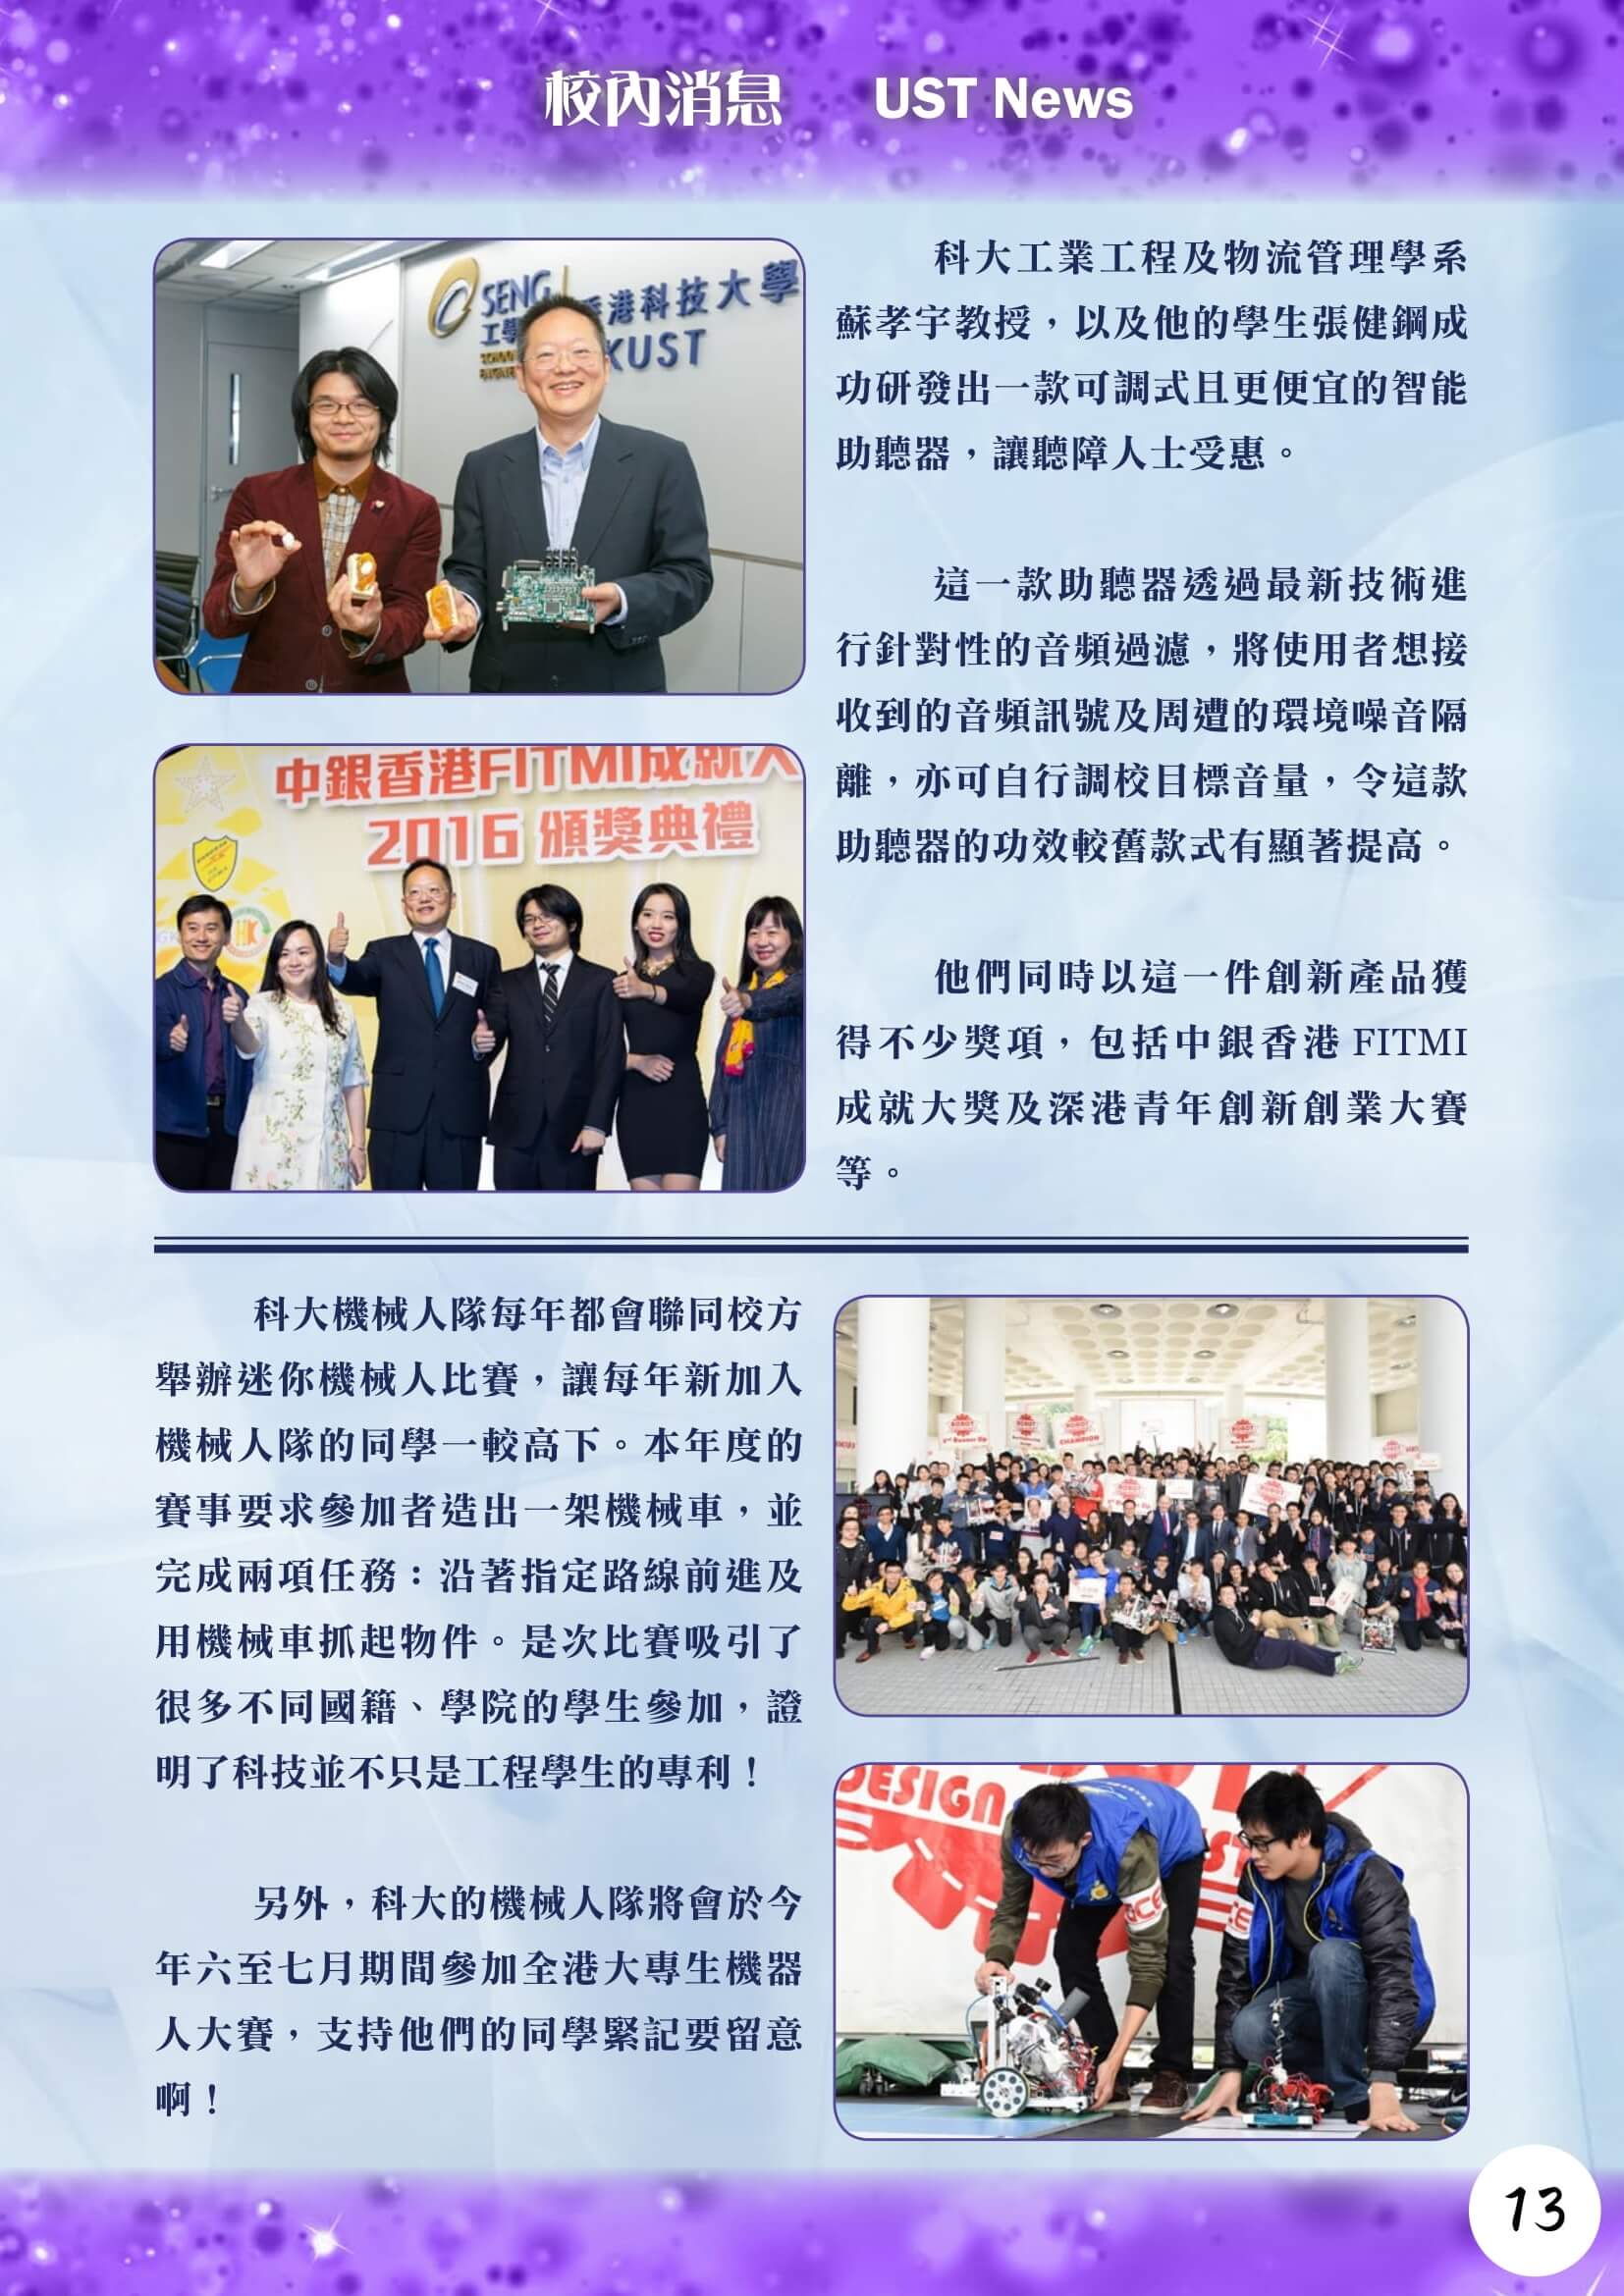 校內消息 UST News
SENG
香港科技大學
工學
HKUST
科大工業工程及物流管理學系
蘇孝宇教授，以及他的學生張健鋼成
功研發出一款可調式且更便宜的智能
助聽器，讓聽障人士受惠。
這一款助聽器透過最新技術進
行針對性的音頻過濾，將使用者想接
收到的音頻訊號及周遭的環境噪音隔
離，亦可自行調校目標音量，令這款
助聽器的功效較舊款式有顯著提高。
他們同時以這一件創新產品獲
得不少獎項，包括中銀香港 FITMI
成就大獎及深港青年創新創業大賽
等。
中銀香港FITMI成就大
2016 頒獎典禮
科大機械人隊每年都會聯同校方
舉辦迷你機械人比賽，讓每年新加入
機械人隊的同學一較高下。本年度的
賽事要求參加者造出一架機械車，並
完成兩項任務：沿著指定路線前進及
用機械車抓起物件。是次比賽吸引了
很多不同國籍、學院的學生參加，證
明了科技並不只是工程學生的專利！
另外，科大的機械人隊將會於今
年六至七月期間參加全港大專生機器
人大賽，支持他們的同學緊記要留意
啊！
CHAMPION
DESIGN
13